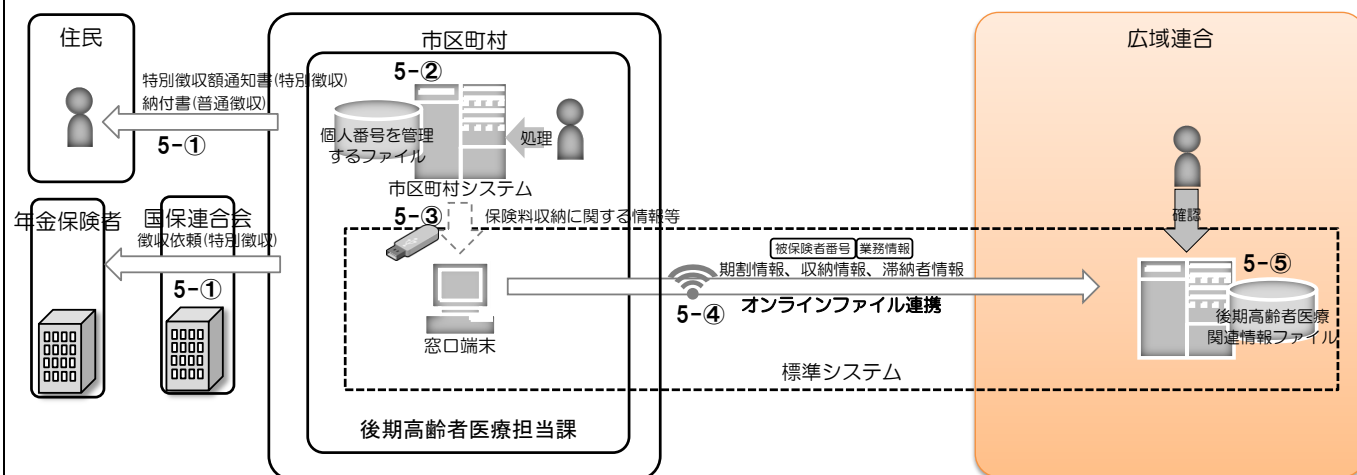 住民
特別徴収額通知書(特別徴収)
納付書(普通徴収)
5-①
年金保険者
国保連合会
徴収依頼(特別徴収)
5-①
市区町村
5-②
個人番号を管理
するファイル
処理
市区町村システム
5-③
保険料収納に関する情報等
窓口端末
後期高齢者医療担当課
被保険者番号 業務情報
期割情報、収納情報、滞納者情報
5-④
オンラインファイル連携
標準システム
広域連合
確認
5-⑤
後期高齢者医療
関連情報ファイル